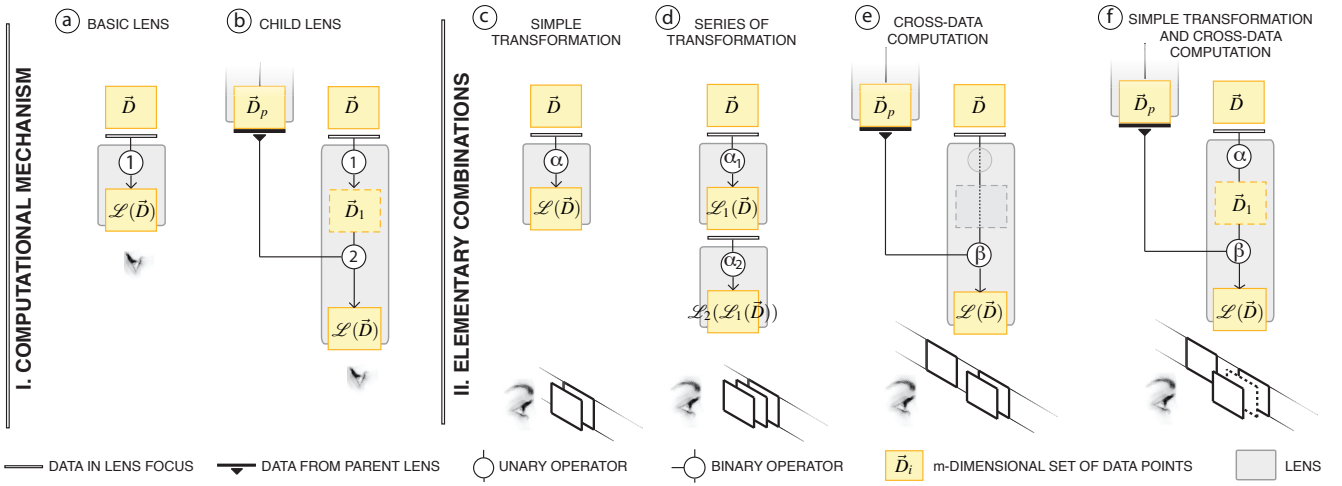 I. COMPUTATIONAL MECHANISM
a BASIC LENS
D⃗
1
ℒ(D⃗)
b CHILD LENS
D⃗p
D⃗
1
D⃗1
2
ℒ(D⃗)
II. ELEMENTARY COMBINATIONS
c SIMPLE
TRANSFORMATION
D⃗
α
ℒ(D⃗)
d SERIES OF
TRANSFORMATION
D⃗
α1
ℒ1(D⃗)
α2
ℒ2(ℒ1(D⃗))
e CROSS-DATA
COMPUTATION
D⃗p
D⃗
β
ℒ(D⃗)
f SIMPLE TRANSFORMATION
AND CROSS-DATA
COMPUTATION
D⃗p
D⃗
α
D⃗1
β
ℒ(D⃗)
DATA IN LENS FOCUS
DATA FROM PARENT LENS
UNARY OPERATOR
BINARY OPERATOR
D⃗i
m-DIMENSIONAL SET OF DATA POINTS
LENS